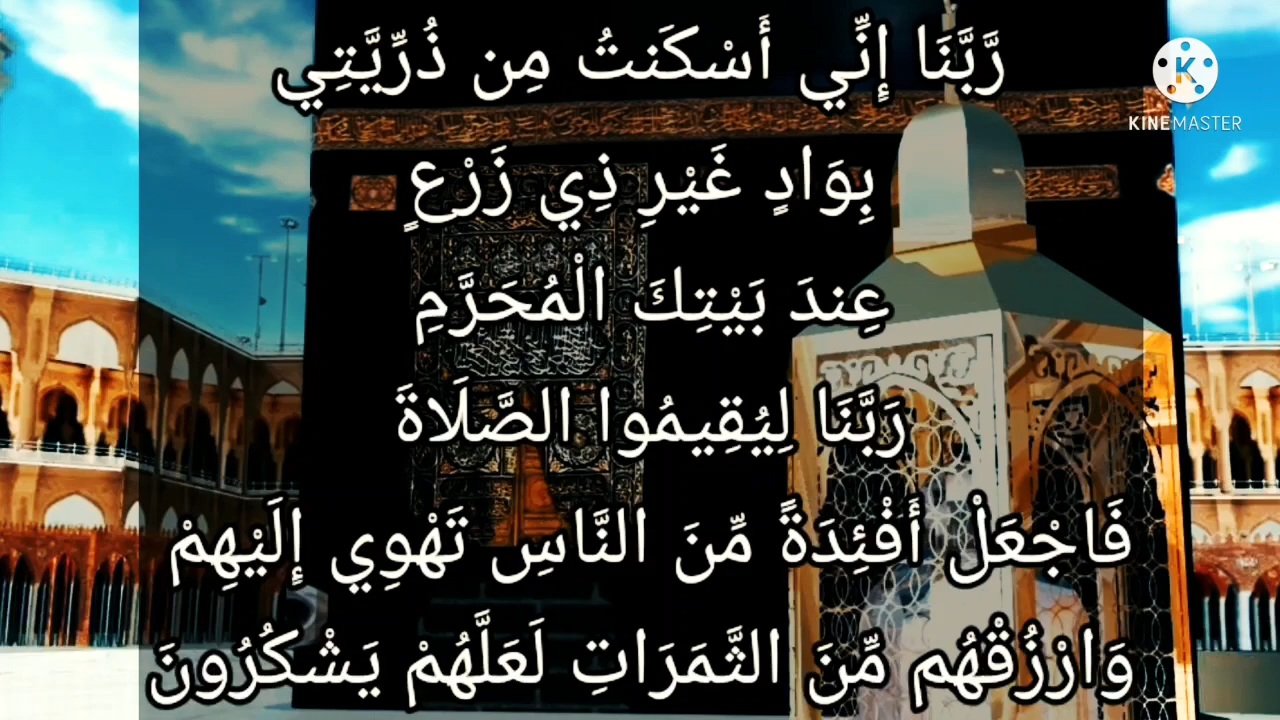 رَّبَّنَا إِنِّي أَسْكَنتُ مِن ذُرِّيَّتِي
بِوَادٍ غَيْرِ ذِي زَرْعٍ
عِندَ بَيْتِكَ الْمُحَرَّمِ
رَبَّنَا لِيُقِيمُوا الصَّلَاةَ
فَاجْعَلْ أَفْئِدَةً مِّنَ النَّاسِ تَهْوِي إِلَيْهِمْ
وَارْزُقْهُم مِّنَ الثَّمَرَاتِ لَعَلَّهُمْ يَشْكُرُونَ
K
KINEMASTER